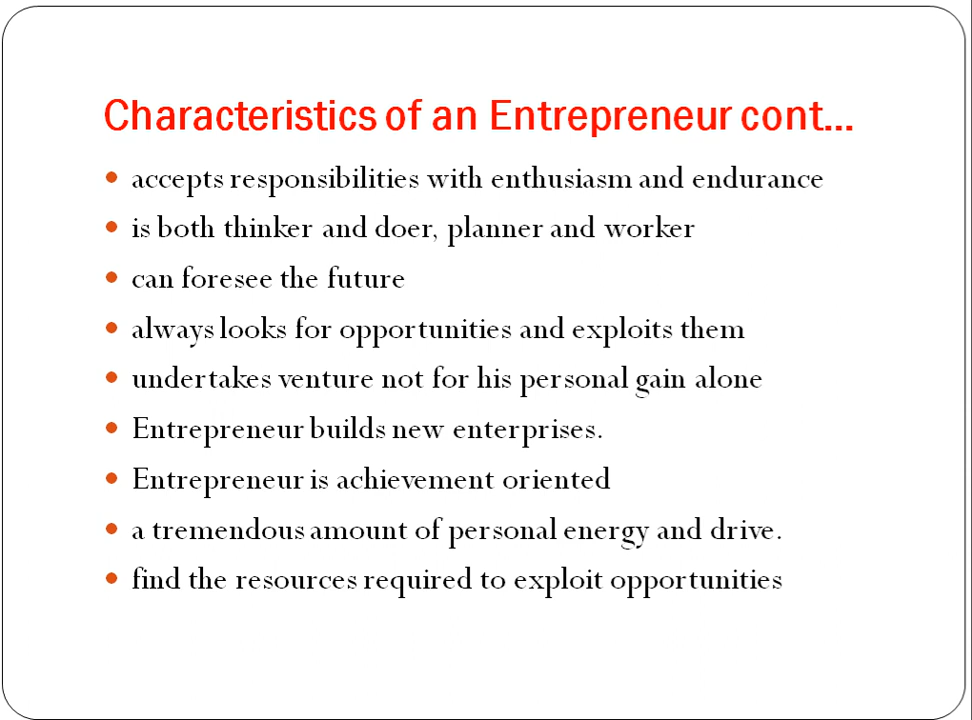 Characteristics of an Entrepreneur cont...
accepts responsibilities with enthusiasm and endurance
is both thinker and doer, planner and worker
can foresee the future
always looks for opportunities and exploits them
undertakes venture not for his personal gain alone
Entrepreneur builds new enterprises.
Entrepreneur is achievement oriented
a tremendous amount of personal energy and drive.
find the resources required to exploit opportunities